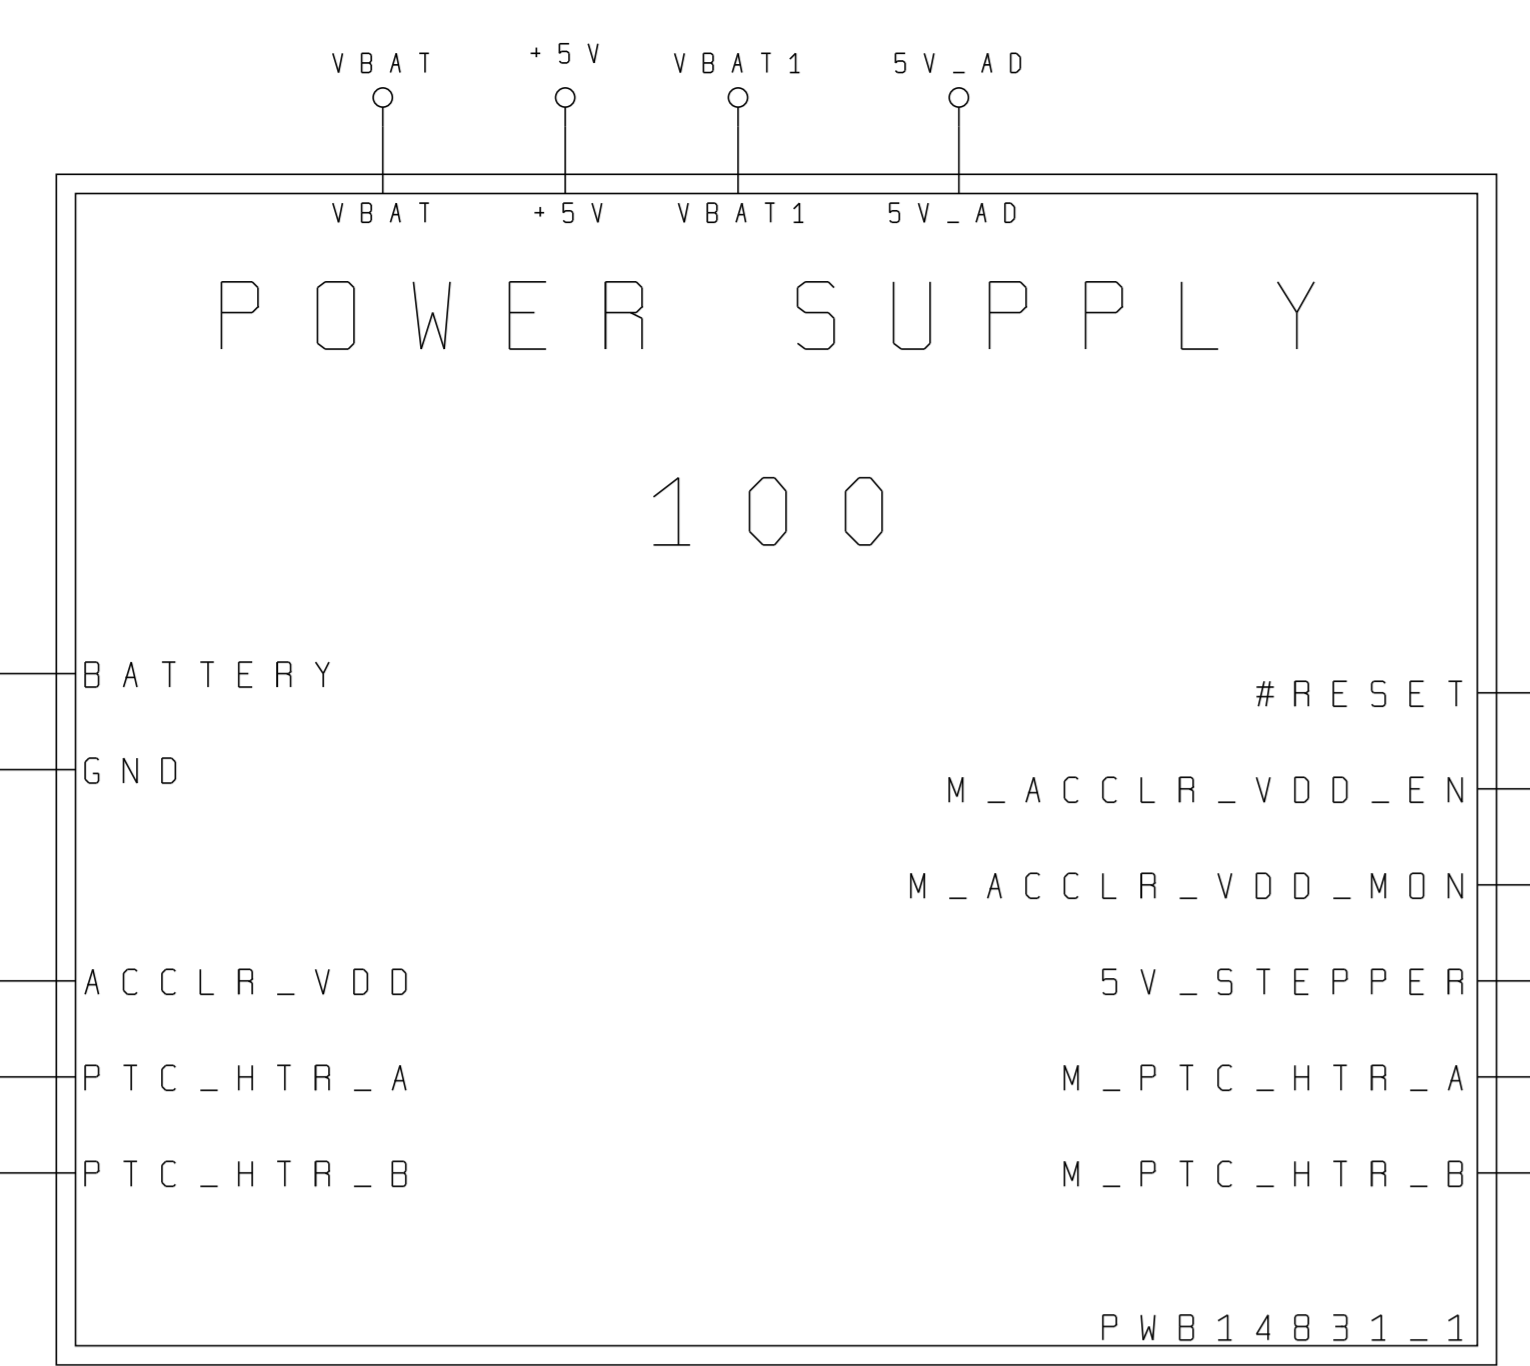 VBAT +5V VBAT1 5V_AD
VBAT +5V VBAT1 5V_AD
POWER SUPPLY
100
BATTERY
#RESET
GND
M_ACCLR_VDD_EN
M_ACCLR_VDD_MON
ACCLR_VDD 5V_STEPPER
PTC_HTR_A M_PTC_HTR_A
PTC_HTR_B M_PTC_HTR_B
PWB14831_1